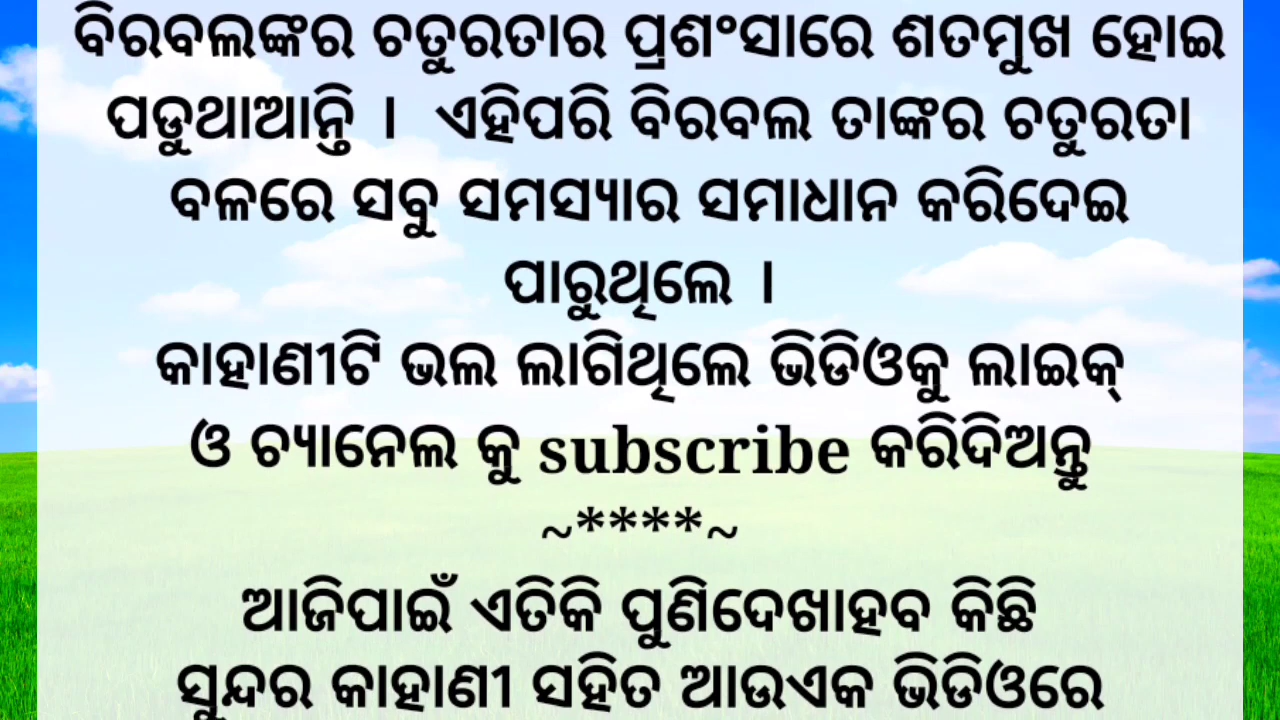 ବିରବଲଙ୍କର ଚତୁରତାର ପ୍ରଶଂସାରେ ଶତମୁଖ ହୋଇ
ପଡୁଥାଆନ୍ତି । ଏହିପରି ବିରବଲ ତାଙ୍କର ଚତୁରତା
ବଳରେ ସବୁ ସମସ୍ୟାର ସମାଧାନ କରିଦେଇ
ପାରୁଥିଲେ ।
କାହାଣୀଟି ଭଲ ଲାଗିଥିଲେ ଭିଡିଓକୁ ଲାଇକ୍
ଓ ଚ୍ୟାନେଲ କୁ subscribe କରିଦିଅନ୍ତୁ
~****~
ଆଜିପାଇଁ ଏତିକି ପୁଣିଦେଖାହବ କିଛି
ସୁନ୍ଦର କାହାଣୀ ସହିତ ଆଉଏକ ଭିଡିଓରେ